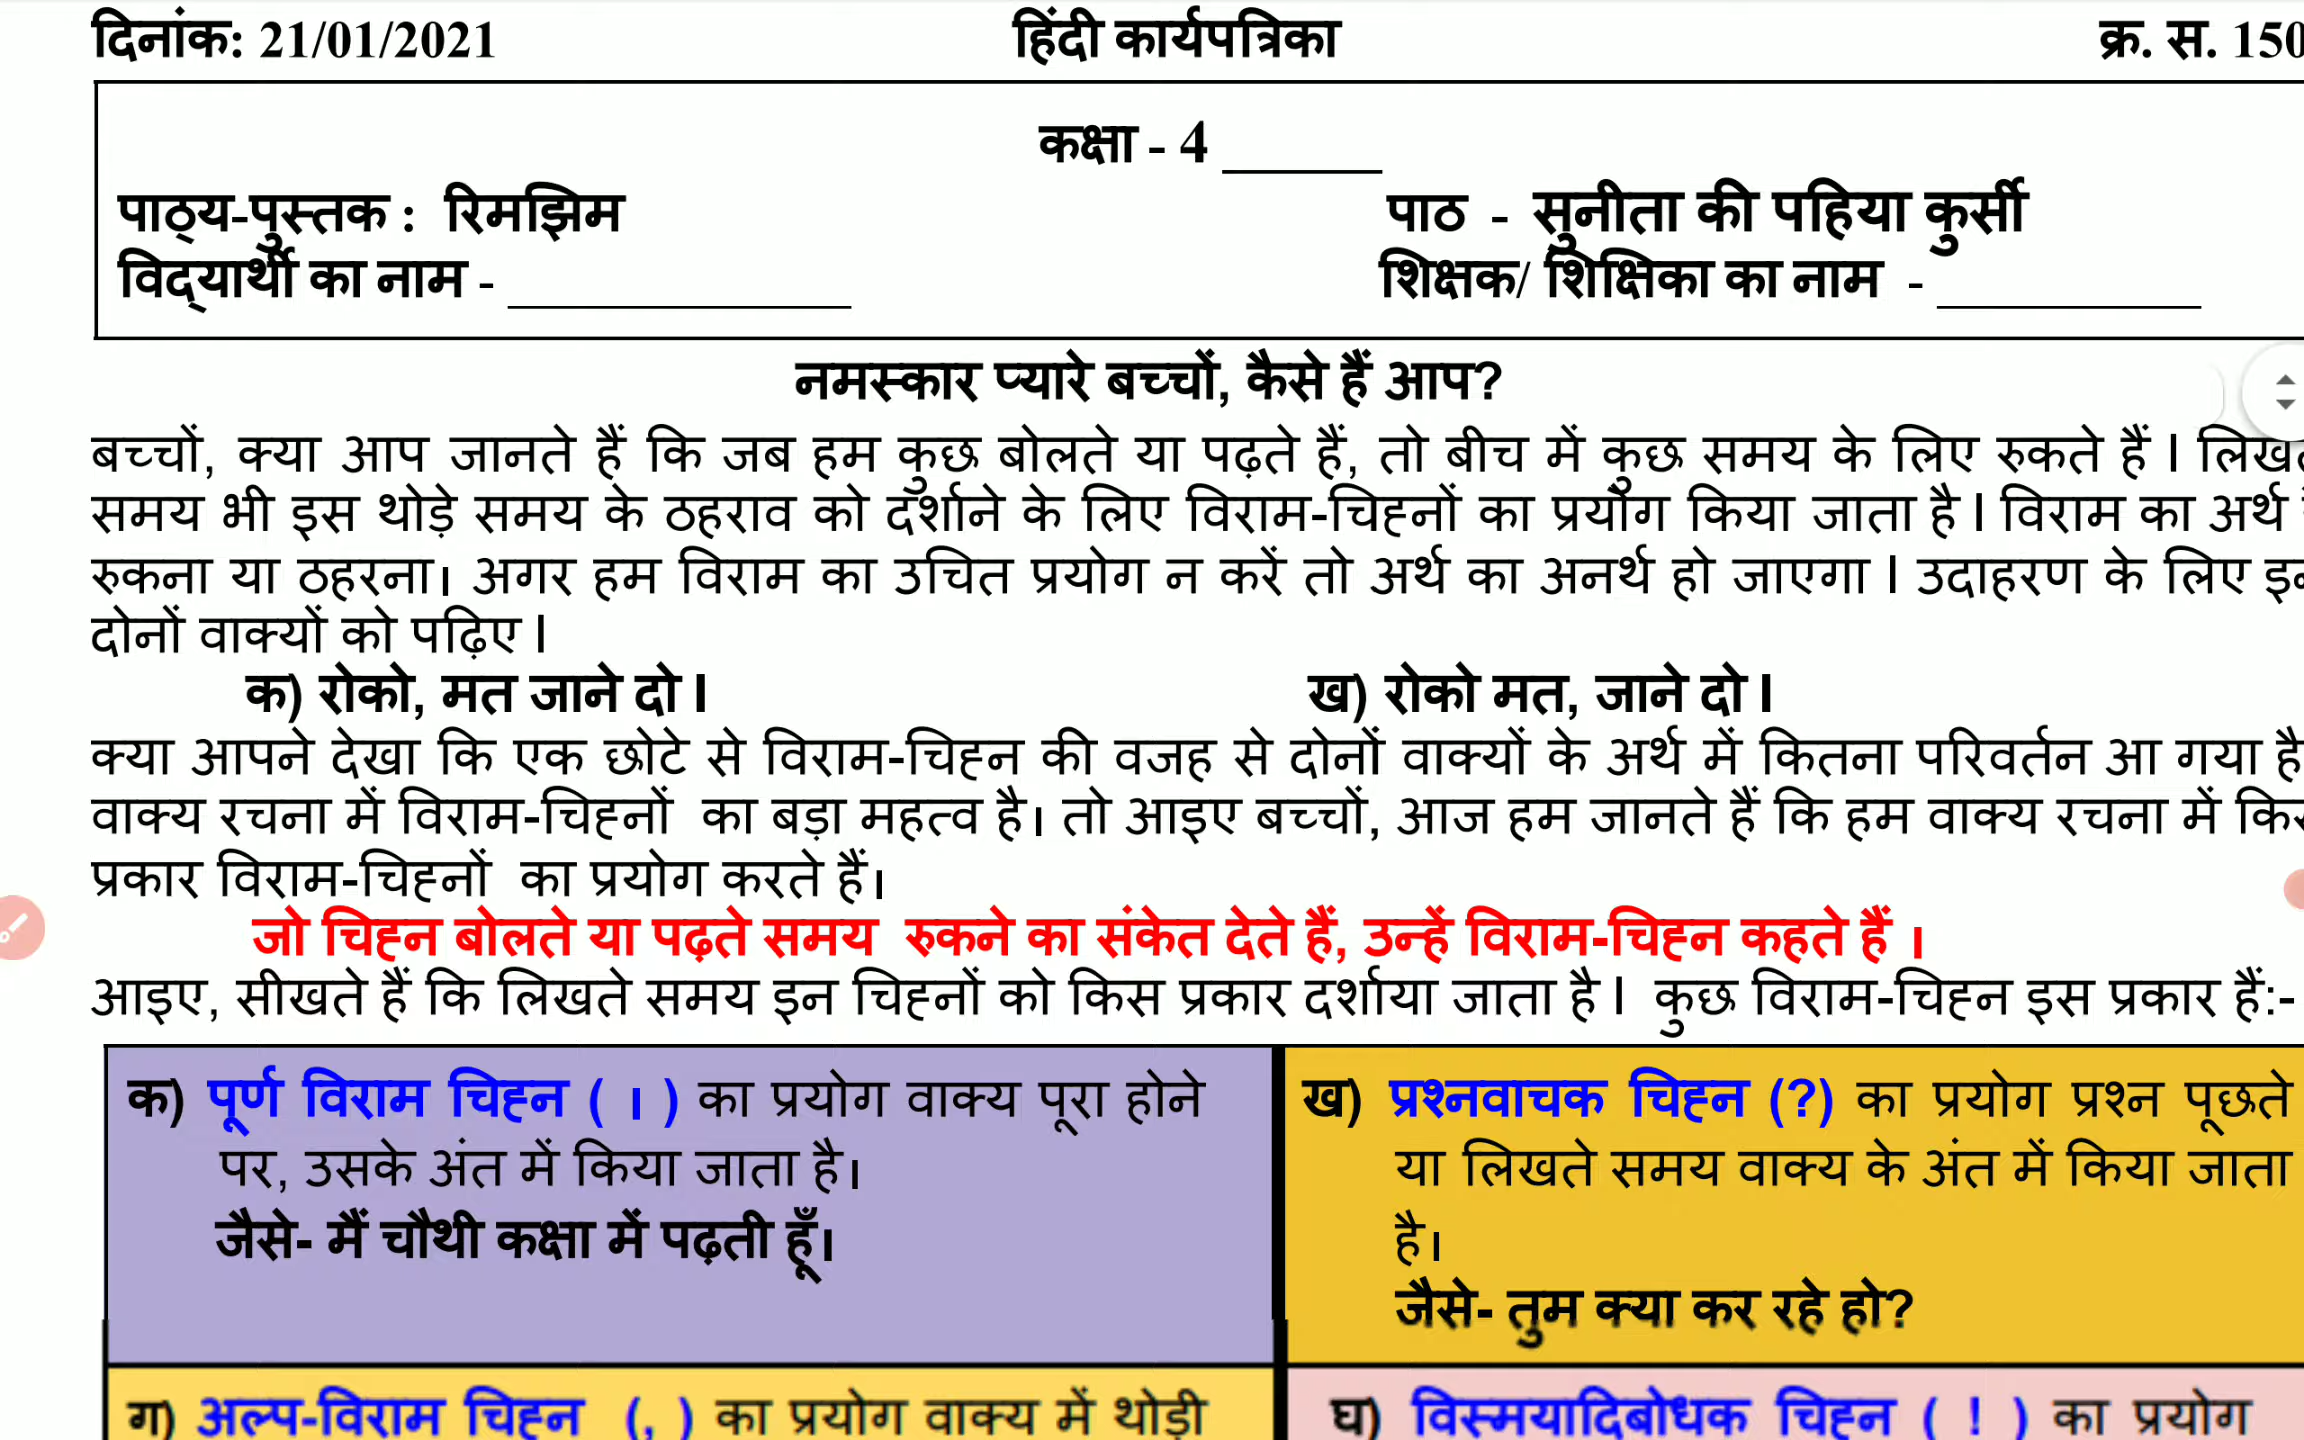 दिनांक: 21/01/2021 हिंदी कार्यपत्रिका क्र. स. 150
कक्षा - 4 ______
पाठ्य-पुस्तक : रिमझिम पाठ - सुनीता की पहिया कुर्सी
विद्यार्थी का नाम - _____________ शिक्षक/ शिक्षिका का नाम - __________
नमस्कार प्यारे बच्चों, कैसे हैं आप?
बच्चों, क्या आप जानते हैं कि जब हम कुछ बोलते या पढ़ते हैं, तो बीच में कुछ समय के लिए रुकते हैं।
समय भी इस थोड़े समय के ठहराव को दर्शाने के लिए विराम-चिह्नों का प्रयोग किया जाता है। विराम का अर्थ
रुकना या ठहरना। अगर हम विराम का उचित प्रयोग न करें तो अर्थ का अनर्थ हो जाएगा। उदाहरण के लिए
दोनों वाक्यों को पढ़िए।
क) रोको, मत जाने दो। ख) रोको मत, जाने दो।
क्या आपने देखा कि एक छोटे से विराम-चिह्न की वजह से दोनों वाक्यों के अर्थ में कितना परिवर्तन आ गया है
वाक्य रचना में विराम-चिह्नों का बड़ा महत्व है। तो आइए बच्चों, आज हम जानते हैं कि हम वाक्य रचना में
प्रकार विराम-चिह्नों का प्रयोग करते हैं।
जो चिह्न बोलते या पढ़ते समय रुकने का संकेत देते हैं, उन्हें विराम-चिह्न कहते हैं ।
आइए, सीखते हैं कि लिखते समय इन चिह्नों को किस प्रकार दर्शाया जाता है। कुछ विराम-चिह्न इस प्रकार हैं:-
क) पूर्ण विराम चिह्न ( । ) का प्रयोग वाक्य पूरा होने
पर, उसके अंत में किया जाता है।
जैसे- मैं चौथी कक्षा में पढ़ती हूँ।
ख) प्रश्नवाचक चिह्न (?) का प्रयोग प्रश्न पूछते
या लिखते समय वाक्य के अंत में किया जाता
है।
जैसे- तुम क्या कर रहे हो?
ग) अल्प-विराम चिह्न (, ) का प्रयोग वाक्य में थोड़ी
घ) विस्मयादिबोधक चिह्न ( ! ) का प्रयोग